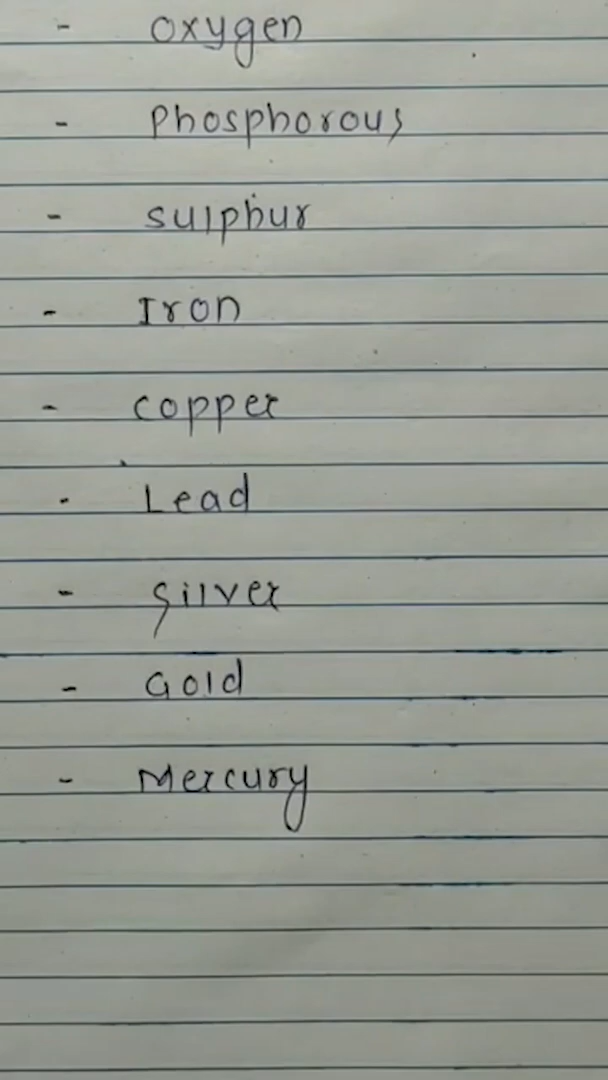 - Oxygen
- Phosphorous
- Sulphur
- Iron
- Copper
- Lead
- Silver
- Gold
- Mercury